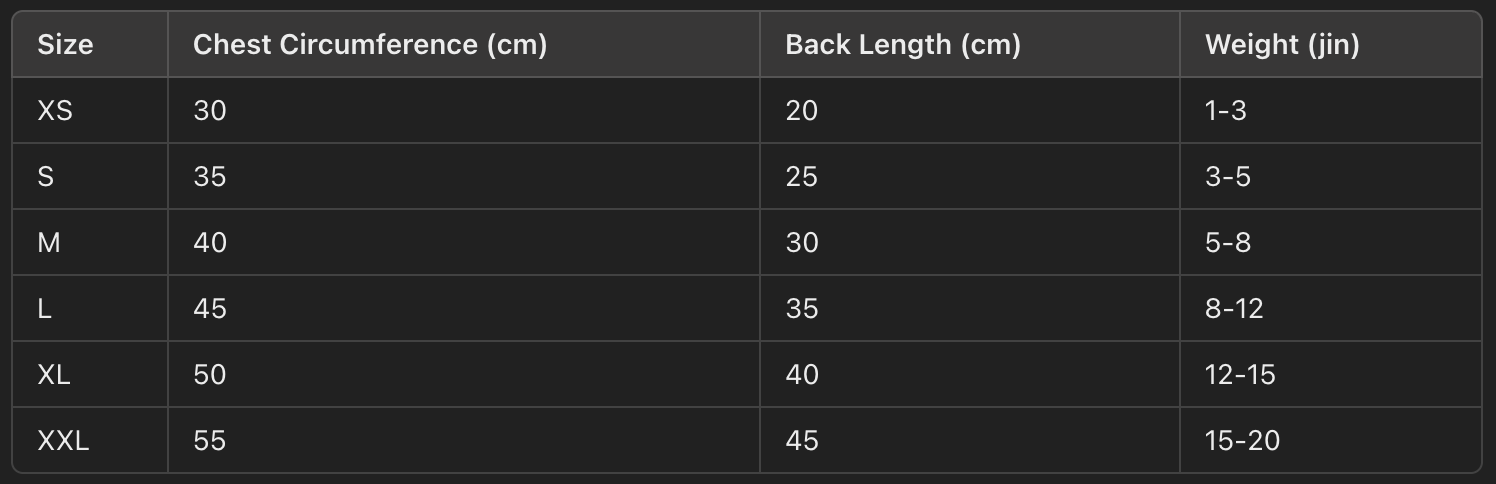 Size Chest Circumference (cm) Back Length (cm) Weight (jin)
XS 30 20 1-3
S 35 25 3-5
M 40 30 5-8
L 45 35 8-12
XL 50 40 12-15
XXL 55 45 15-20